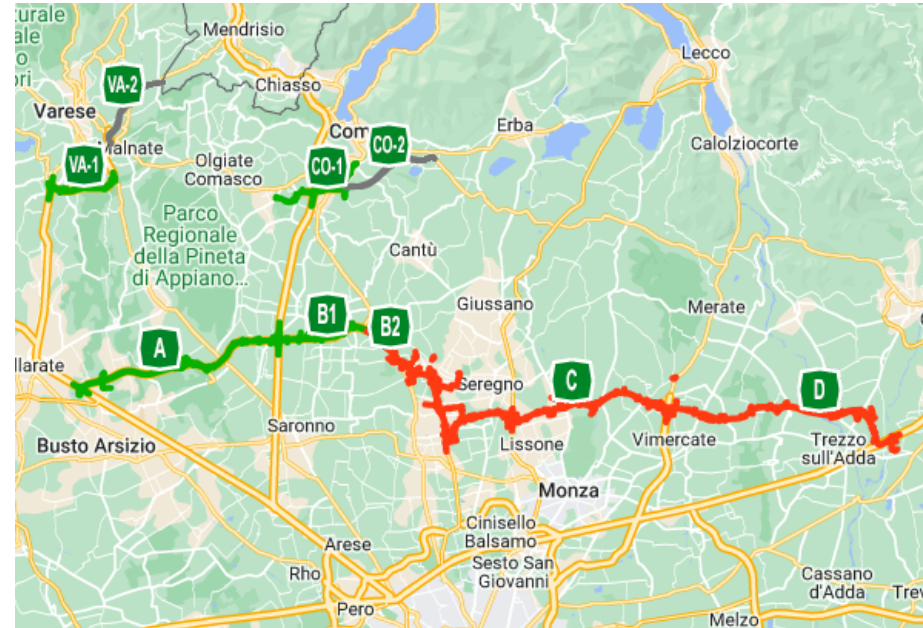 urale
ale
o
ori
Mendrisio
Lecco
VA-2
Chiasso
Varese
Com
CO-2
Erba
Malnate
Calolziocorte
VA-1
Olgiate
Comasco
CO-1
Parco
Regionale
della Pineta
di Appiano...
Cantù
Giussano
Merate
B1
B2
A
llarate
Seregno
C
D
Saronno
Busto Arsizio
Lissone
Vimercate
Trezzo
sull'Adda
Monza
Cinisello
Balsamo
Arese
Sesto San
Giovanni
Rho
Cassano
d'Adda
Trev
Pero
Melzo